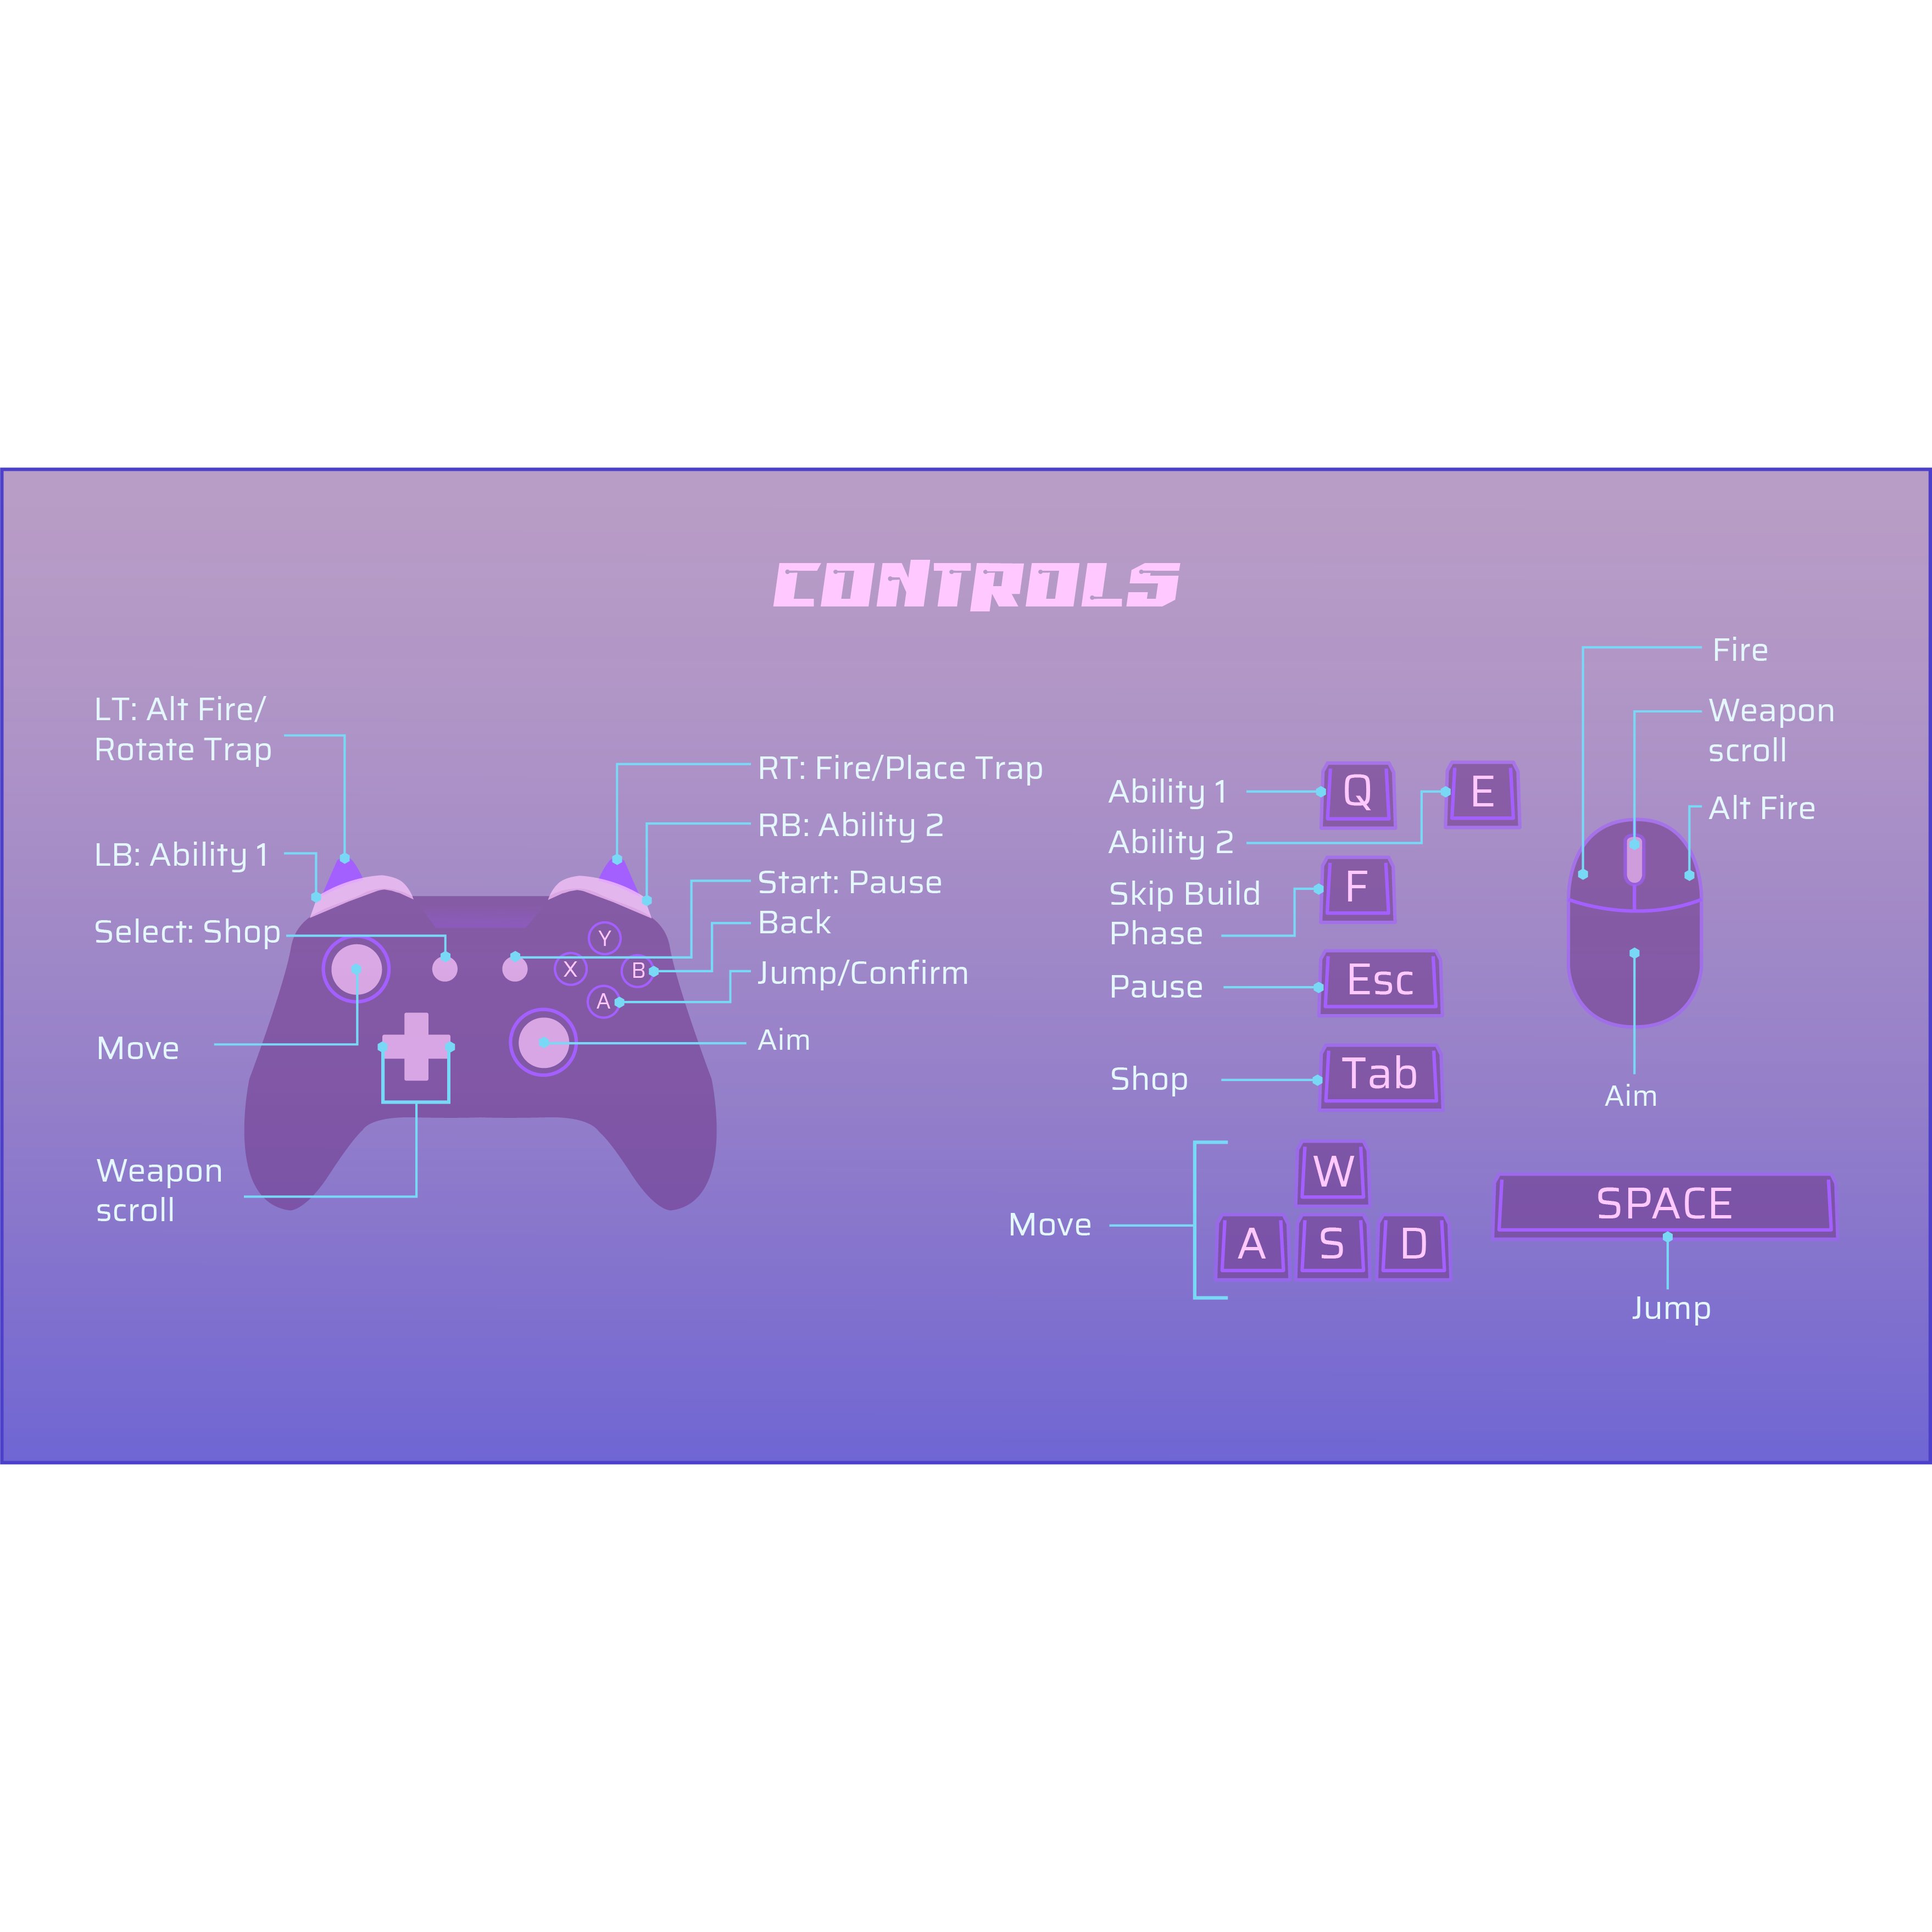 CONTROLS
LT: Alt Fire/
Rotate Trap
LB: Ability 1
Select: Shop
Move
Weapon
scroll
RT: Fire/Place Trap
RB: Ability 2
Start: Pause
Back
Jump/Confirm
Aim
Y
X
B
A
Ability 1
Q
E
Ability 2
Skip Build
Phase
F
Pause
Esc
Shop
Tab
Move
W
A
S
D
Fire
Weapon
scroll
Alt Fire
Aim
SPACE
Jump